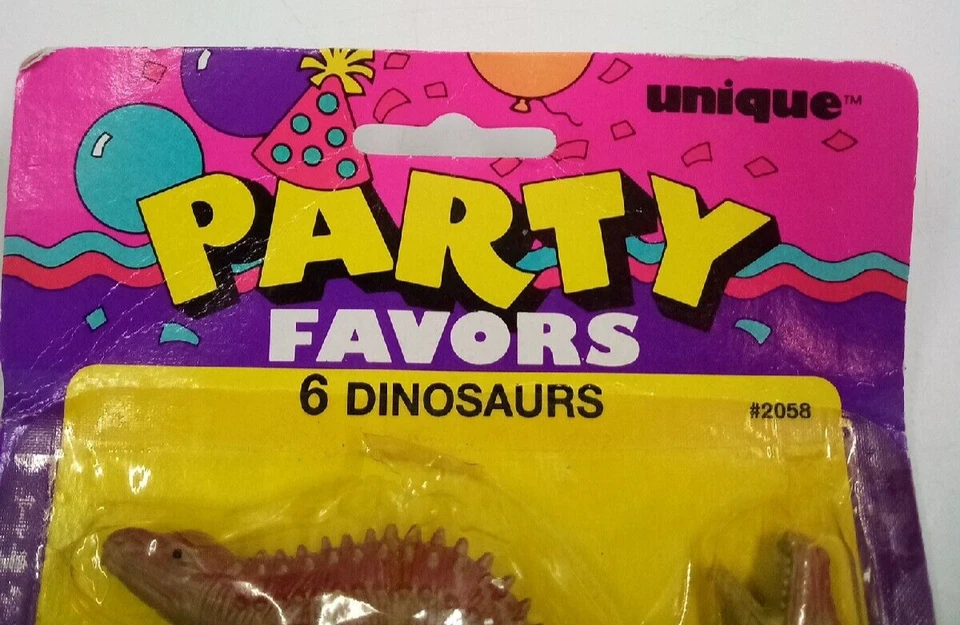 unique™
PARTY
FAVORS
6 DINOSAURS
#2058